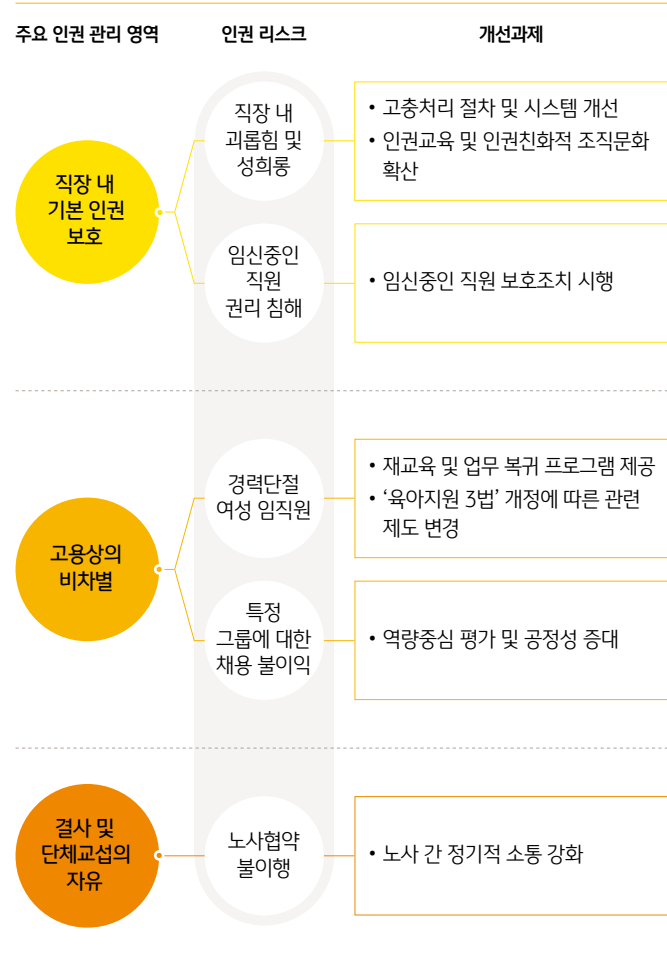 주요 인권 관리 영역
인권 리스크
개선과제
직장 내
기본 인권
보호
직장 내
괴롭힘 및
성희롱
• 고충처리 절차 및 시스템 개선
• 인권교육 및 인권친화적 조직문화
확산
임신중인
직원
권리 침해
• 임신중인 직원 보호조치 시행
고용상의
비차별
경력단절
여성 임직원
• 재교육 및 업무 복귀 프로그램 제공
• ‘육아지원 3법’ 개정에 따른 관련
제도 변경
특정
그룹에 대한
채용 불이익
• 역량중심 평가 및 공정성 증대
결사 및
단체교섭의
자유
노사협약
불이행
• 노사 간 정기적 소통 강화